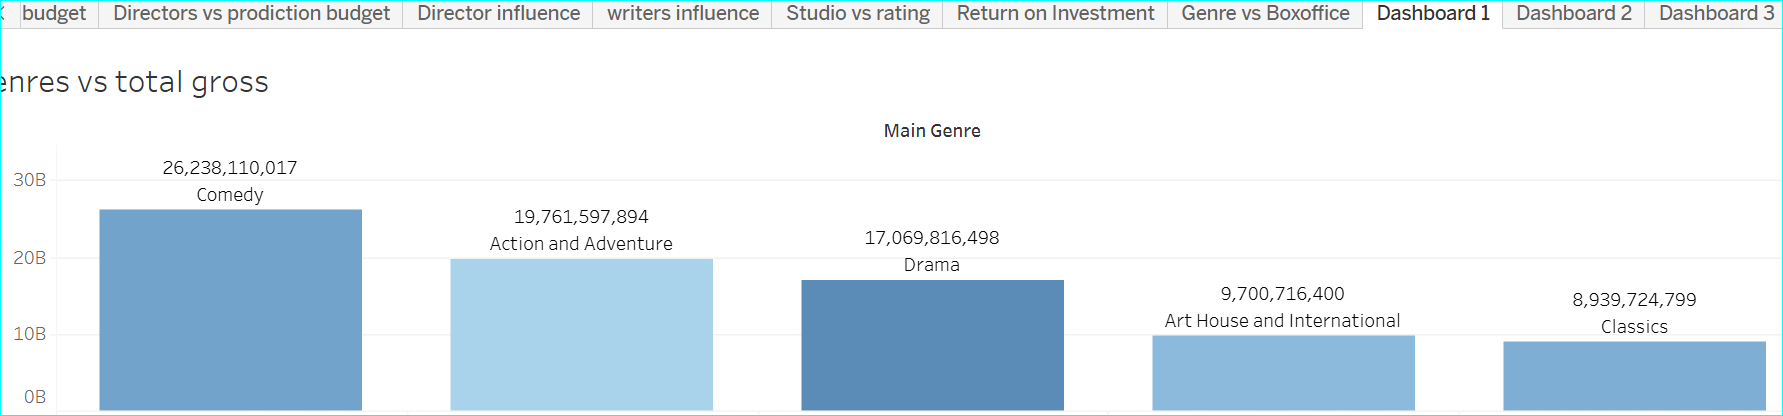 budget Directors vs prodiction budget Director influence writers influence Studio vs rating Return on Investment Genre vs Boxoffice Dashboard 1 Dashboard 2 Dashboard 3
enres vs total gross
Main Genre
30B
20B
10B
0B
26,238,110,017
Comedy
19,761,597,894
Action and Adventure
17,069,816,498
Drama
9,700,716,400
Art House and International
8,939,724,799
Classics